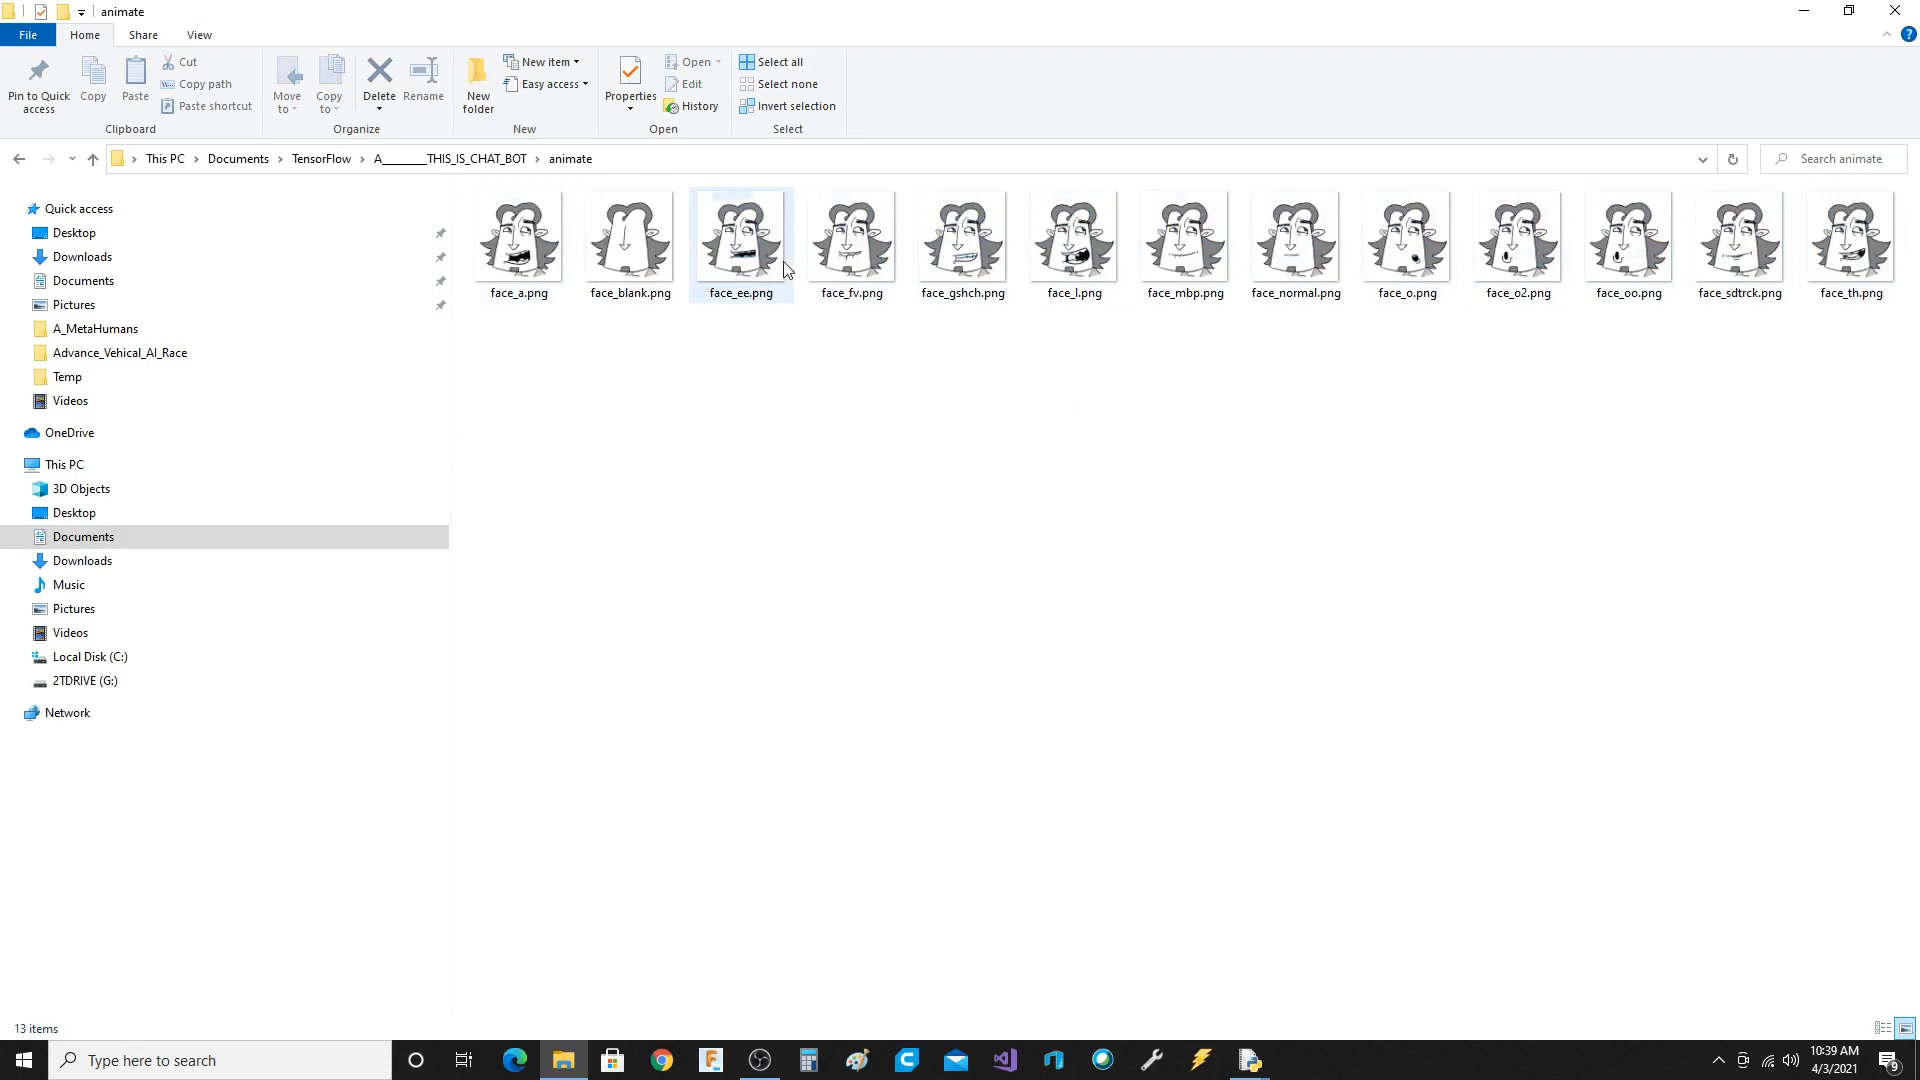 animate
File
Home
Share
View
Pin to Quick access
Copy
Paste
Cut
Copy path
Paste shortcut
Clipboard
Move to
Copy to
Delete
Rename
Organize
New folder
New item
Easy access
New
Properties
Open
Edit
History
Open
Select all
Select none
Invert selection
Select
This PC
Documents
TensorFlow
A________THIS_IS_CHAT_BOT
animate
Search animate
Quick access
Desktop
Downloads
Documents
Pictures
A_MetaHumans
Advance_Vehical_AI_Race
Temp
Videos
OneDrive
This PC
3D Objects
Desktop
Documents
Downloads
Music
Pictures
Videos
Local Disk (C:)
2TDRIVE (G:)
Network
face_a.png
face_blank.png
face_ee.png
face_fv.png
face_gshch.png
face_l.png
face_mbp.png
face_normal.png
face_o.png
face_o2.png
face_oo.png
face_sdtrck.png
face_th.png
13 items
Type here to search
10:39 AM
4/3/2021
9